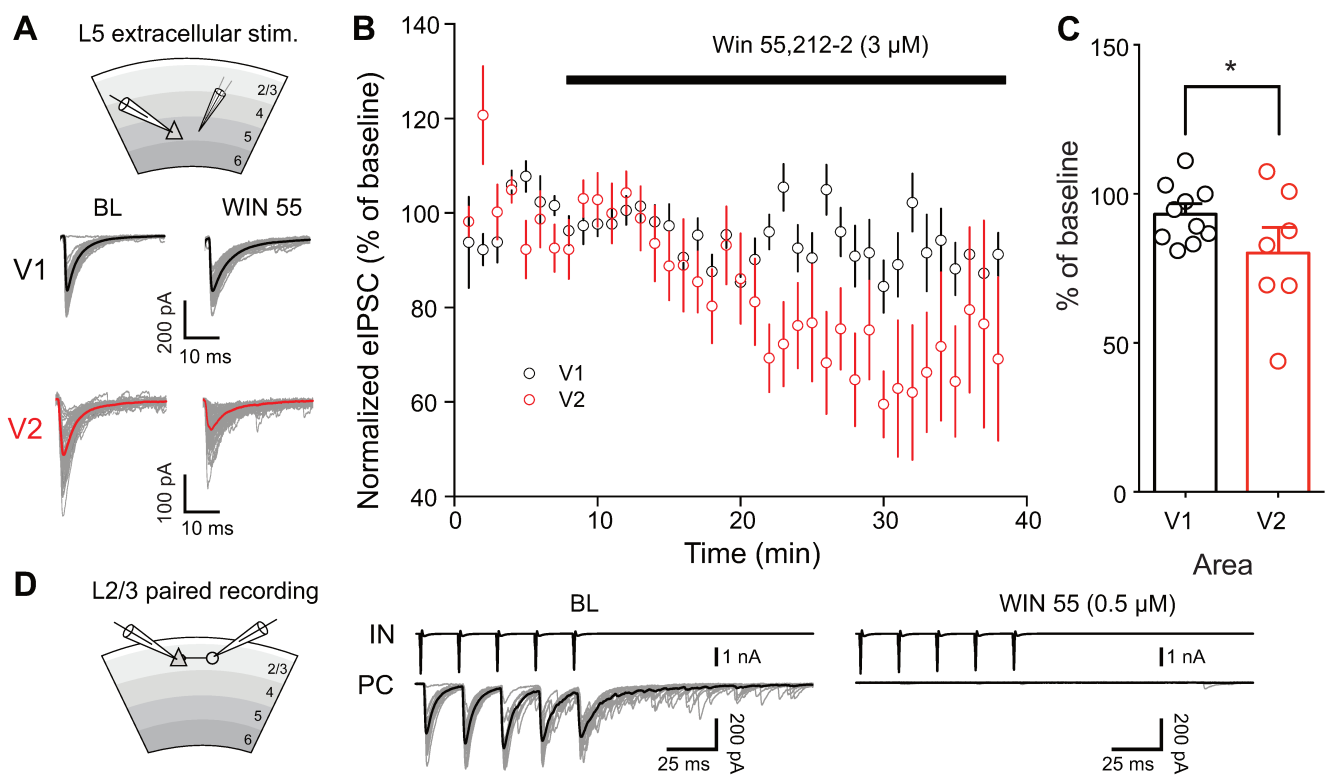 A
L5 extracellular stim.
2/3
4
5
6
BL
WIN 55
V1
200 pA
10 ms
V2
100 pA
10 ms
B
Normalized eIPSC (% of baseline)
140
120
100
80
60
40
Win 55,212-2 (3 µM)
V1
V2
0
10
20
30
40
Time (min)
C
% of baseline
150
100
50
0
*
V1
V2
Area
D
L2/3 paired recording
2/3
4
5
6
BL
IN
1 nA
PC
200 pA
25 ms
WIN 55 (0.5 µM)
1 nA
200 pA
25 ms